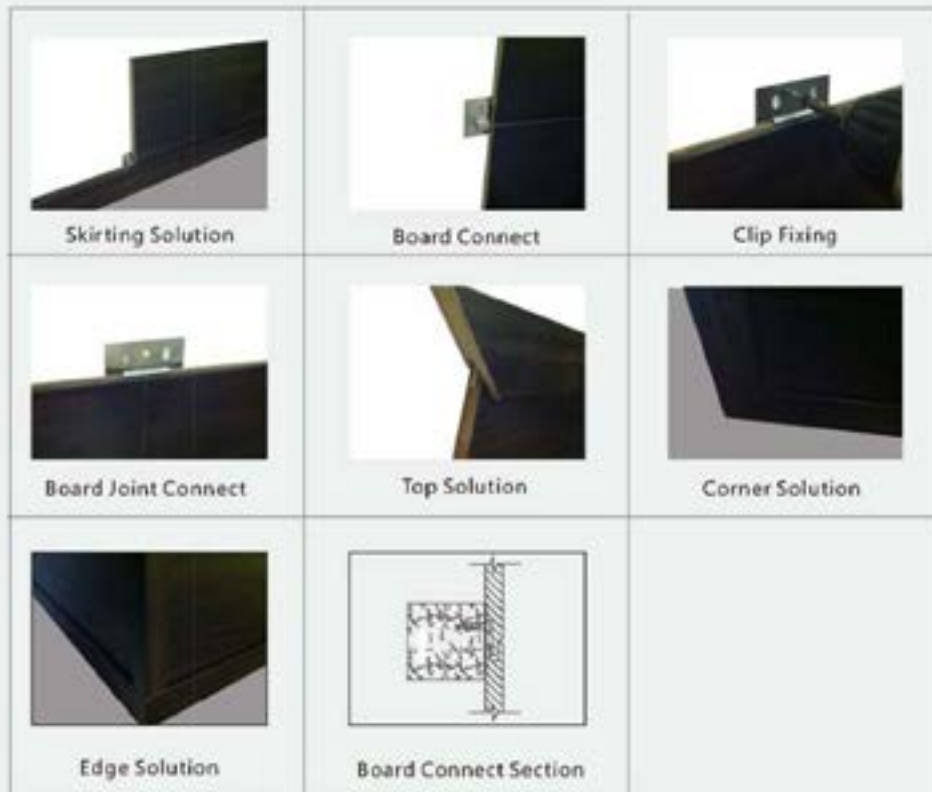 Skirting Solution
Board Connect
Clip Fixing
Board Joint Connect
Top Solution
Corner Solution
Edge Solution
Board Connect Section